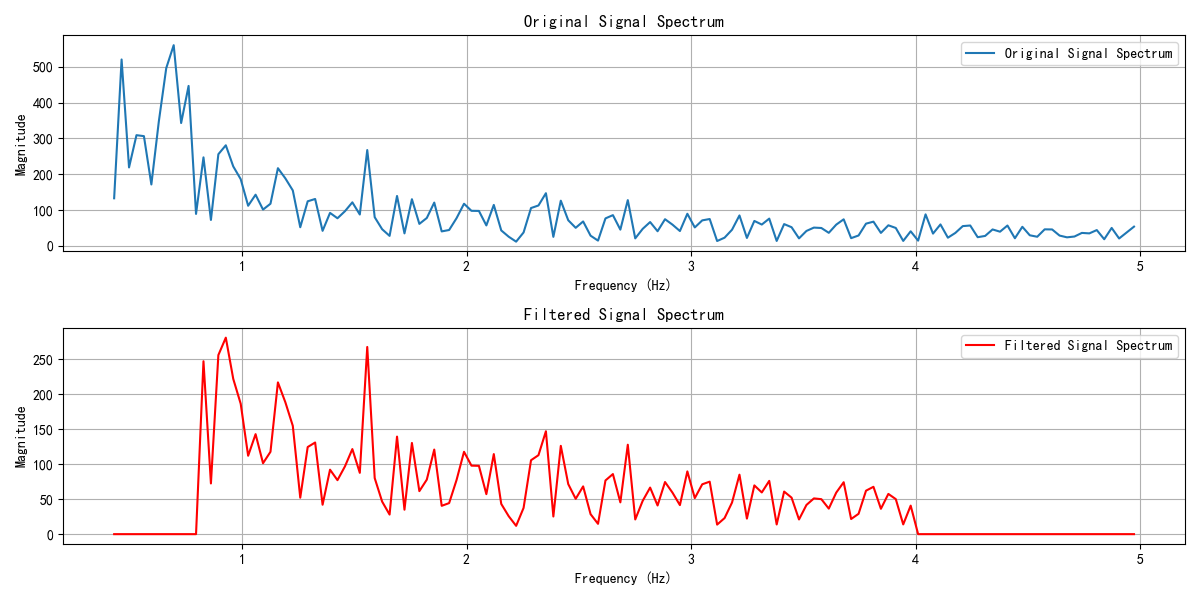 Original Signal Spectrum
Original Signal Spectrum
Magnitude
500
400
300
200
100
0
1
2
3
4
5
Frequency (Hz)
Filtered Signal Spectrum
Filtered Signal Spectrum
Magnitude
250
200
150
100
50
0
1
2
3
4
5
Frequency (Hz)